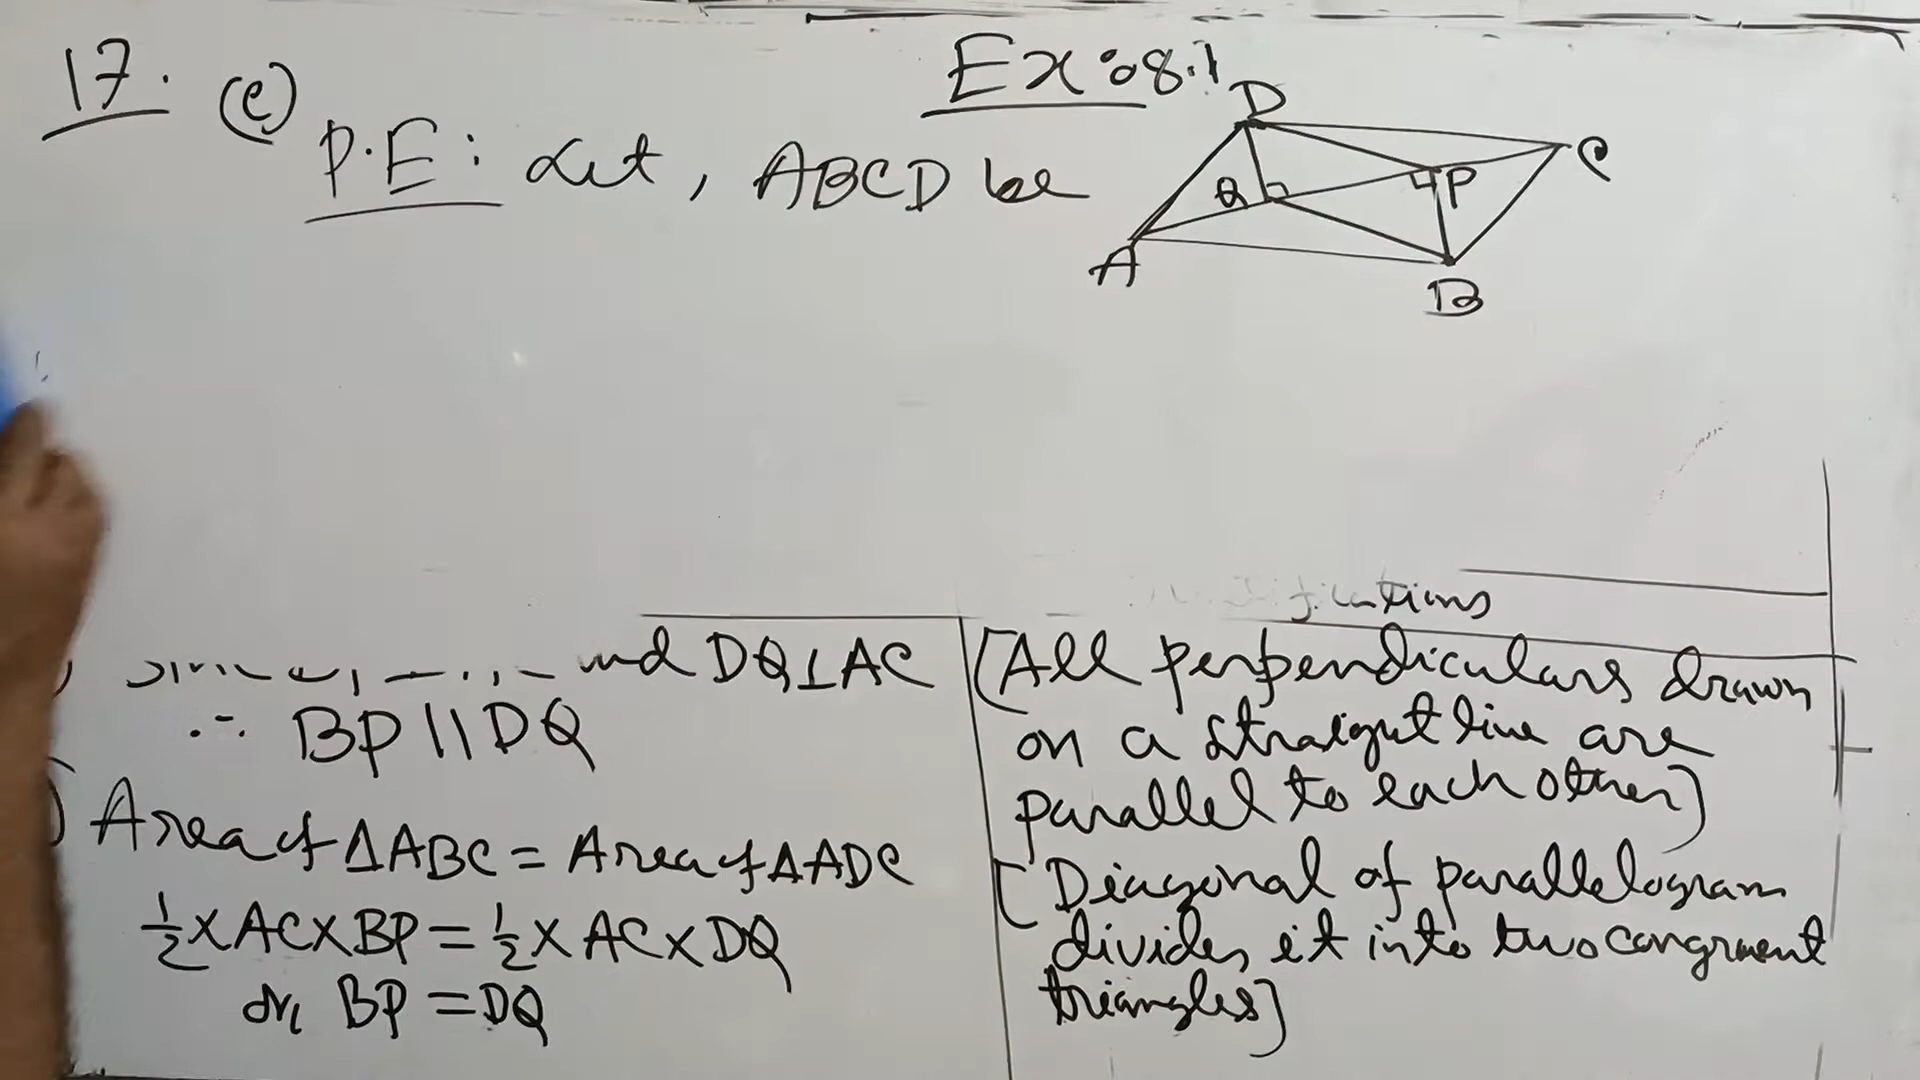 17. (c)
Ex: 8.1
P.E: Let, ABCD be
D
C
Q
P
A
B
and DQ⊥AC
∴ BP || DQ
Area of ΔABC = Area of ΔADC
½ × AC × BP = ½ × AC × DQ
or BP = DQ
[All perpendiculars drawn
on a straight line are
parallel to each other]
[Diagonal of parallelogram
divides it into two congruent
triangles]